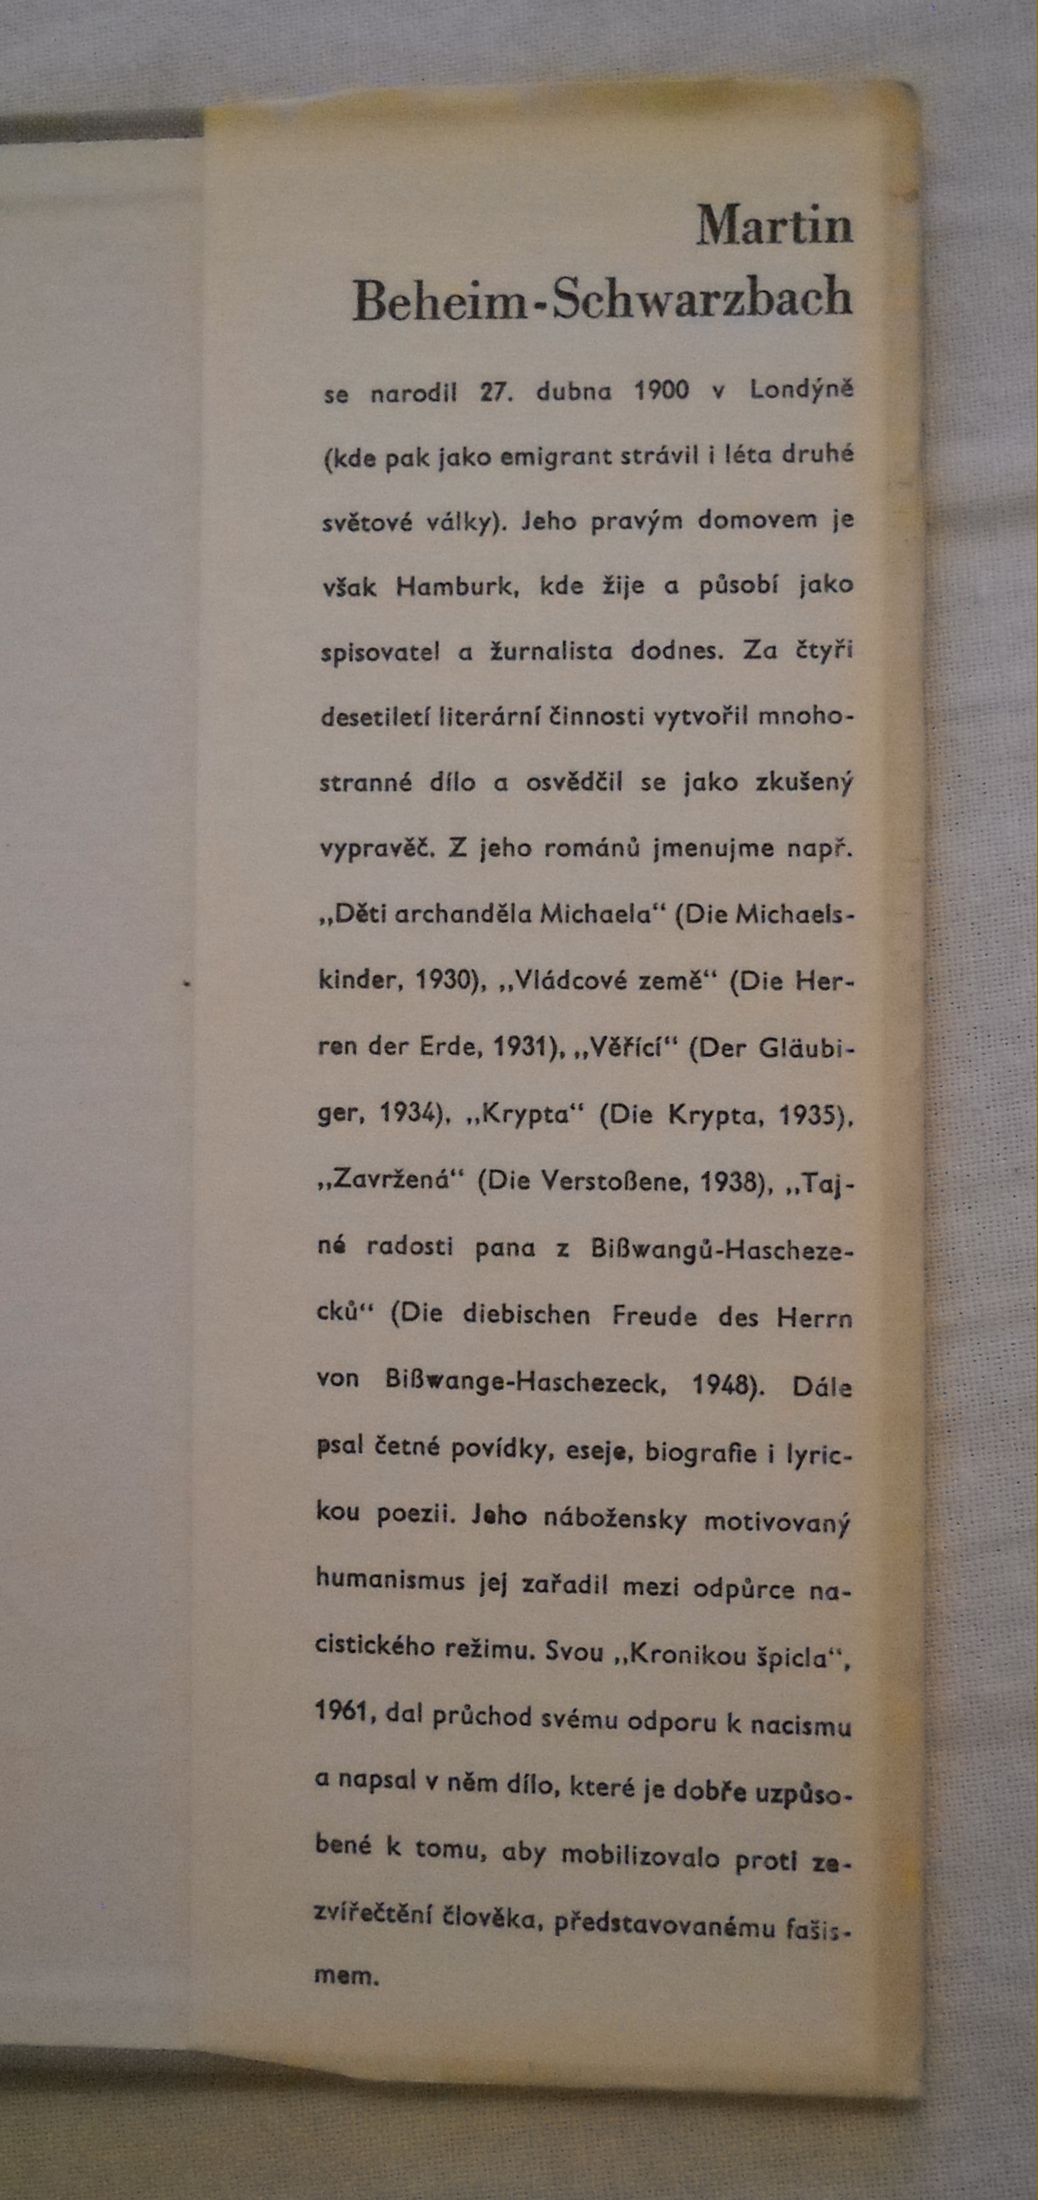 Martin
Beheim-Schwarzbach
se narodil 27. dubna 1900 v Londýně
(kde pak jako emigrant strávil i léta druhé
světové války). Jeho pravým domovem je
však Hamburk, kde žije a působí jako
spisovatel a žurnalista dodnes. Za čtyři
desetiletí literární činnosti vytvořil mnoho-
stranné dílo a osvědčil se jako zkušený
vypravěč. Z jeho románů jmenujme např.
„Děti archanděla Michaela“ (Die Michaels-
kinder, 1930), „Vládcové země“ (Die Her-
ren der Erde, 1931), „Věřící“ (Der Gläubi-
ger, 1934), „Krypta“ (Die Krypta, 1935),
„Zavržená“ (Die Verstoßene, 1938), „Taj-
né radosti pana z Bißwangů-Hascheze-
cků“ (Die diebischen Freude des Herrn
von Bißwange-Haschezeck, 1948). Dále
psal četné povídky, eseje, biografie i lyric-
kou poezii. Jeho nábožensky motivovaný
humanismus jej zařadil mezi odpůrce na-
cistického režimu. Svou „Kronikou špicla“,
1961, dal průchod svému odporu k nacismu
a napsal v něm dílo, které je dobře uzpůso-
bené k tomu, aby mobilizovalo proti ze-
zvířečtění člověka, představovanému fašis-
mem.